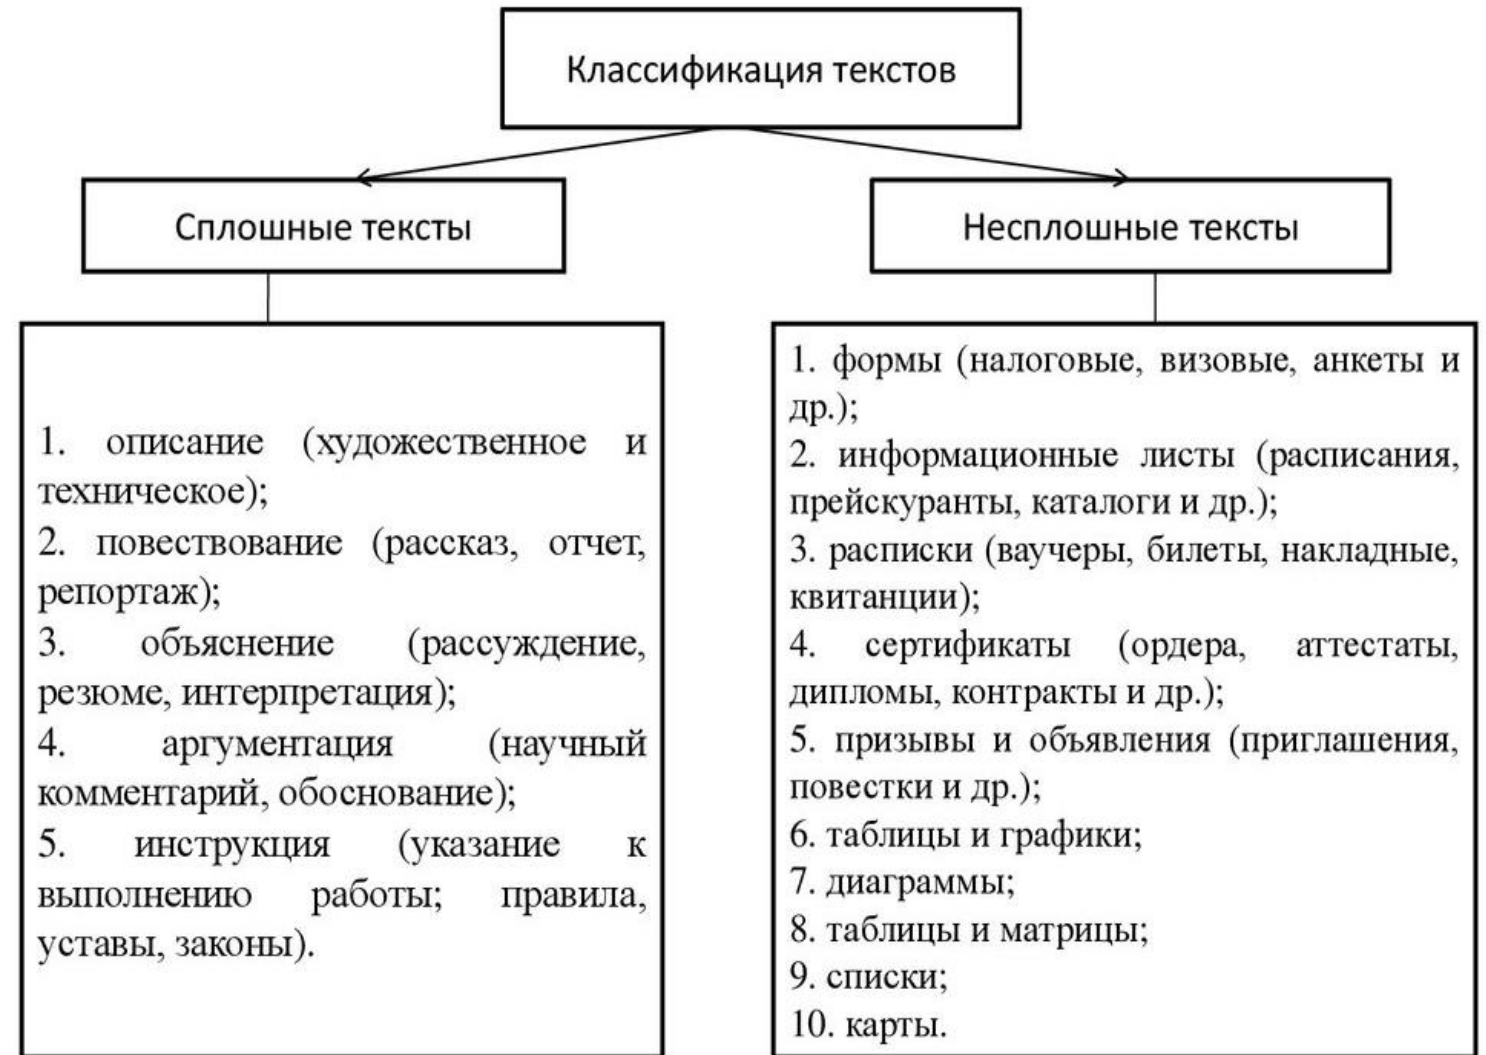 Классификация текстов
Сплошные тексты
Несплошные тексты
1. описание (художественное и
техническое);
2. повествование (рассказ, отчет,
репортаж);
3. объяснение (рассуждение,
резюме, интерпретация);
4. аргументация (научный
комментарий, обоснование);
5. инструкция (указание к
выполнению работы; правила,
уставы, законы).
1. формы (налоговые, визовые, анкеты и
др.);
2. информационные листы (расписания,
прейскуранты, каталоги и др.);
3. расписки (ваучеры, билеты, накладные,
квитанции);
4. сертификаты (ордера, аттестаты,
дипломы, контракты и др.);
5. призывы и объявления (приглашения,
повестки и др.);
6. таблицы и графики;
7. диаграммы;
8. таблицы и матрицы;
9. списки;
10. карты.